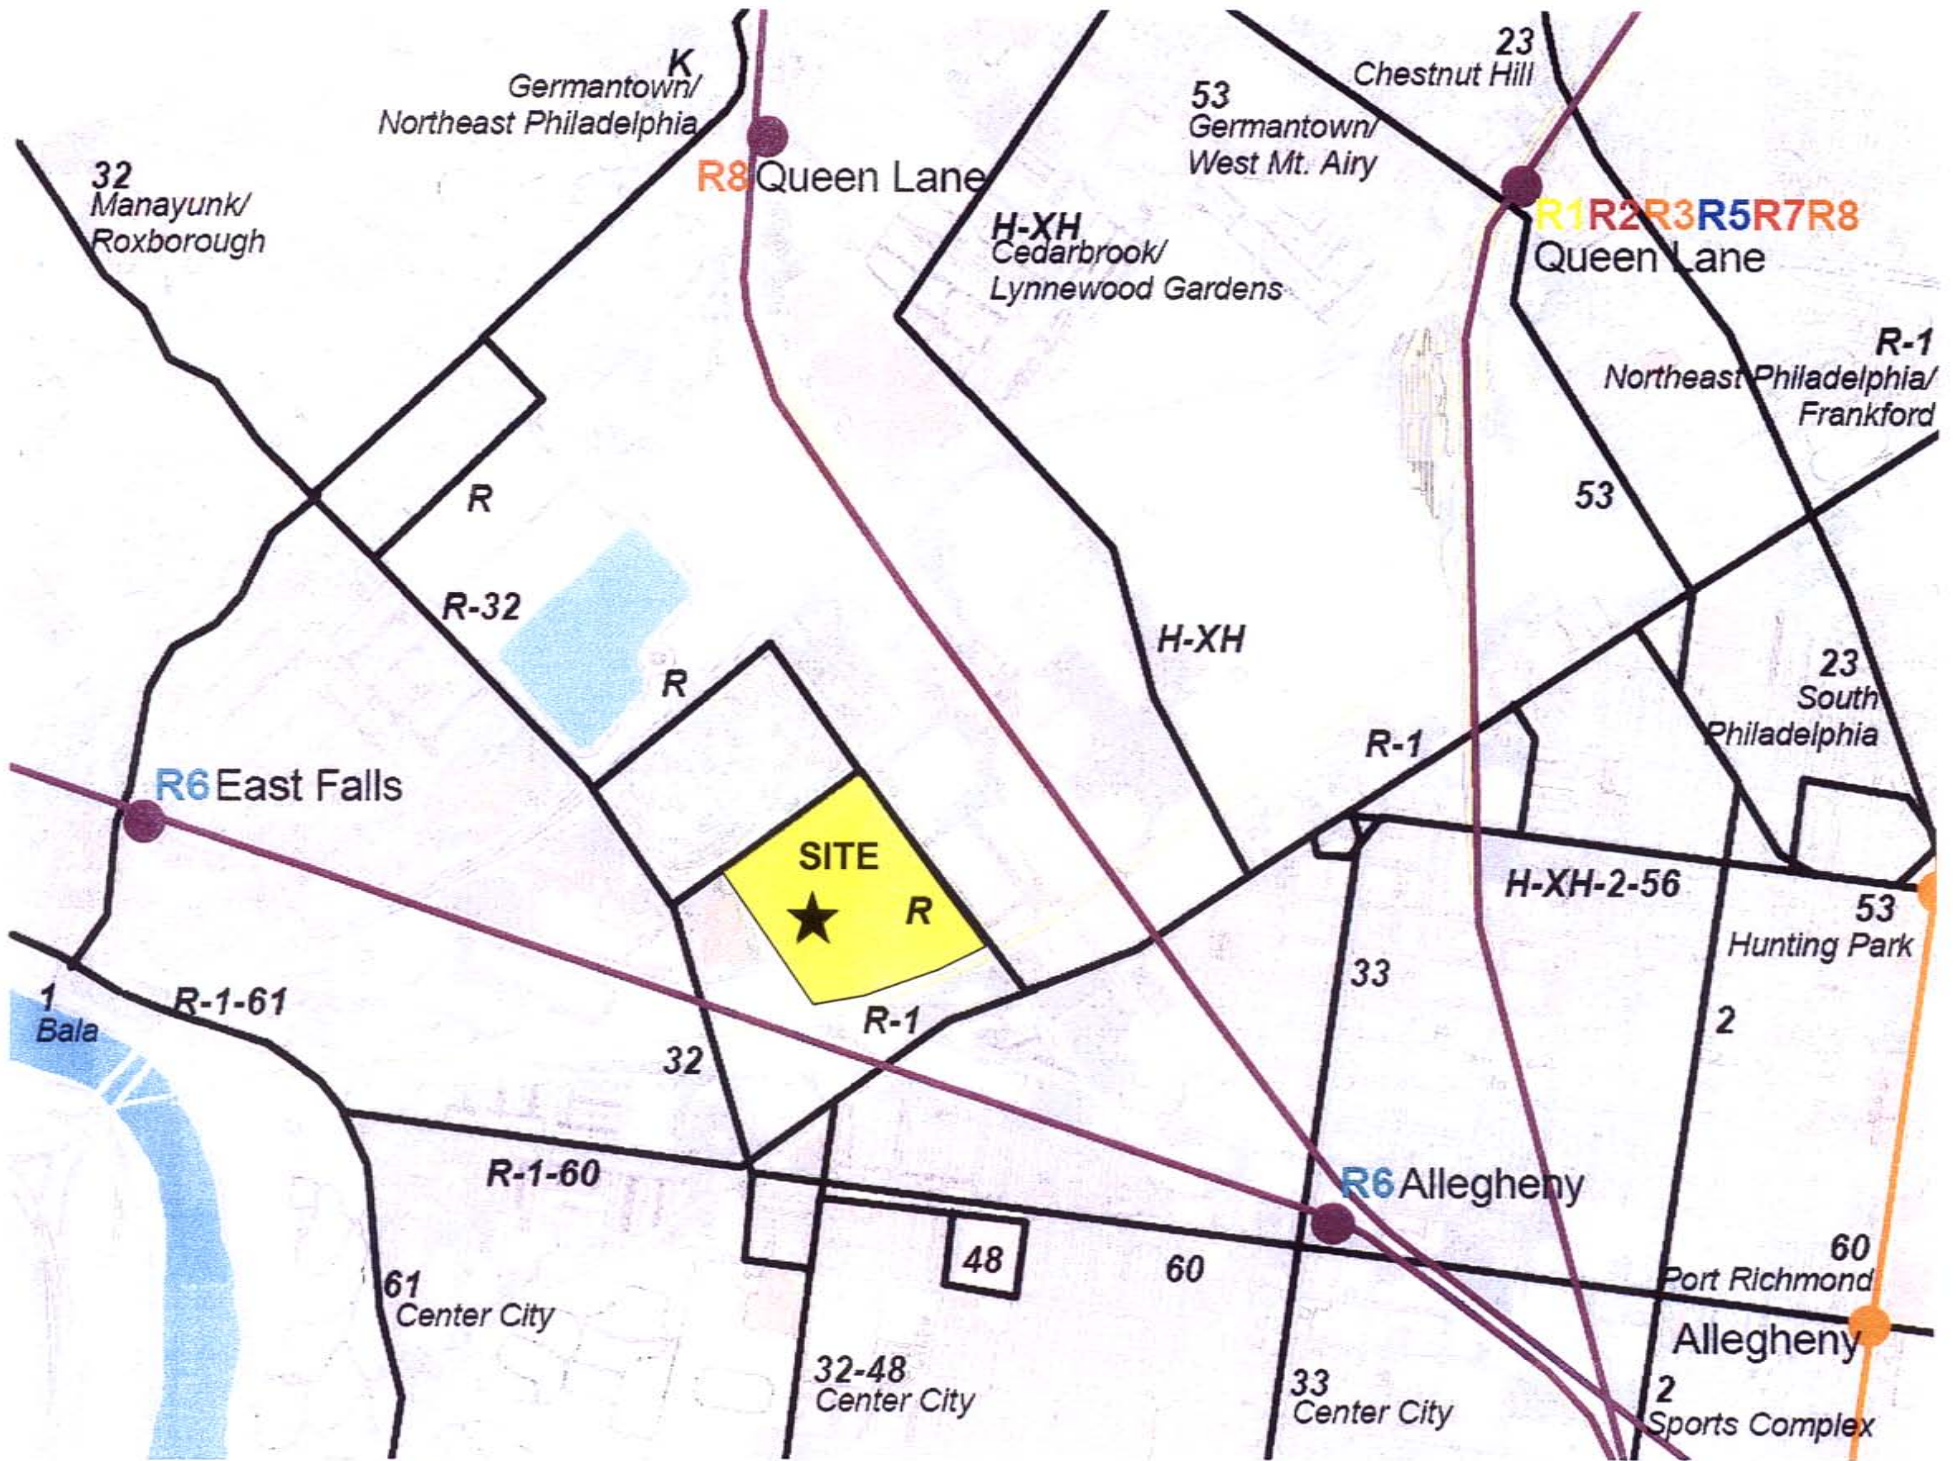 K
Germantown/
Northeast Philadelphia
23
Chestnut Hill
53
Germantown/
West Mt. Airy
32
Manayunk/
Roxborough
R8 Queen Lane
H-XH
Cedarbrook/
Lynnewood Gardens
R1R2R3R5R7R8
Queen Lane
R-1
Northeast Philadelphia/
Frankford
R
53
R-32
H-XH
R
23
South
Philadelphia
R-1
R6 East Falls
SITE
R
H-XH-2-56
53
Hunting Park
1
Bala
R-1-61
33
R-1
2
32
R-1-60
R6 Allegheny
48
60
60
Port Richmond
61
Center City
Allegheny
32-48
Center City
33
Center City
2
Sports Complex